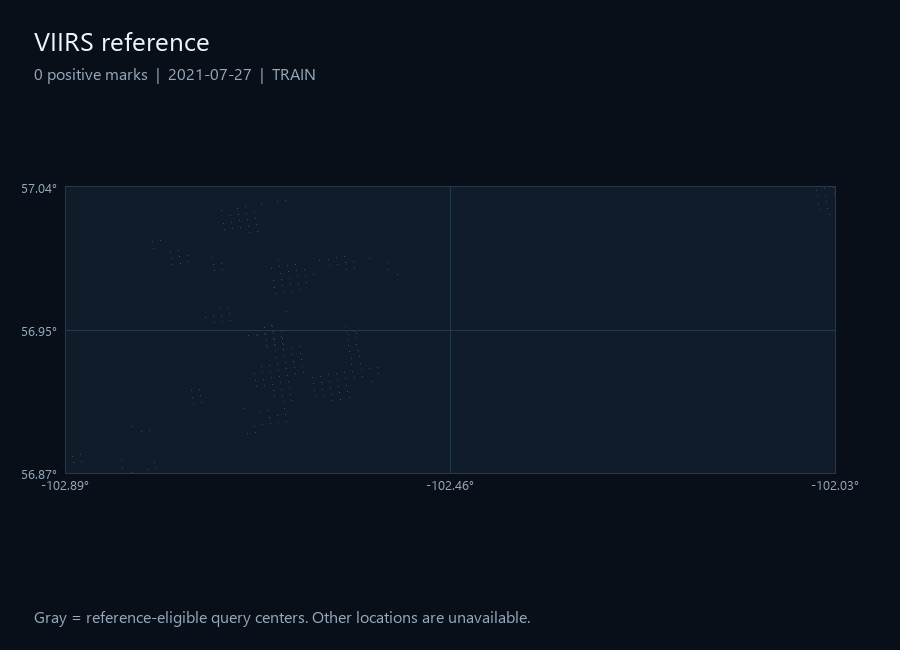 VIIRS reference
0 positive marks | 2021-07-27 | TRAIN
57.04°
56.95°
56.87°
-102.89°
-102.46°
-102.03°
Gray = reference-eligible query centers. Other locations are unavailable.